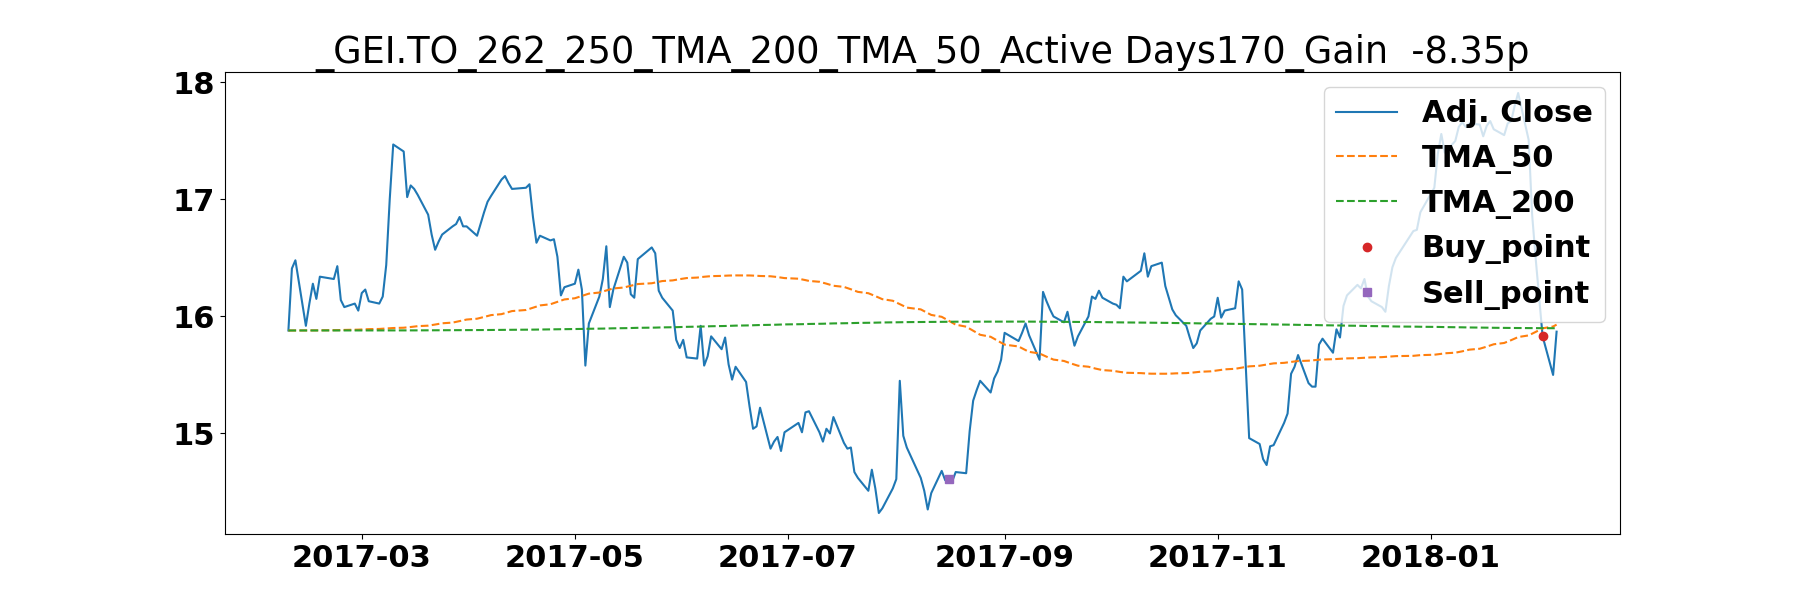 _GEI.TO_262_250_TMA_200_TMA_50_Active Days170_Gain  -8.35p
18
17
16
15
Adj. Close
TMA_50
TMA_200
Buy_point
Sell_point
2017-03 2017-05 2017-07 2017-09 2017-11 2018-01